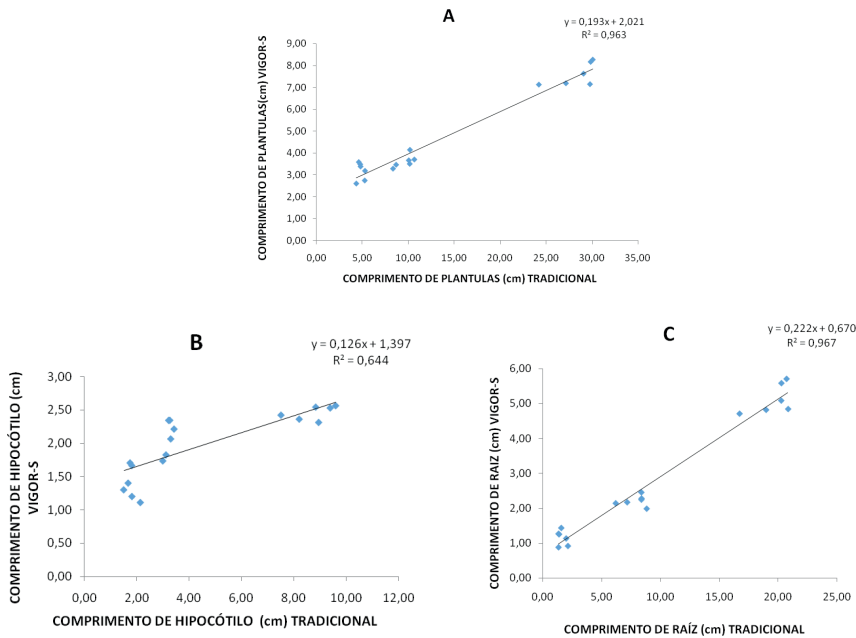 A
y = 0,193x + 2,021
R² = 0,963
COMPRIMENTO DE PLANTULAS(cm) VIGOR-S
9,00
8,00
7,00
6,00
5,00
4,00
3,00
2,00
1,00
0,00
0,00 5,00 10,00 15,00 20,00 25,00 30,00 35,00
COMPRIMENTO DE PLANTULAS (cm) TRADICIONAL
B
y = 0,126x + 1,397
R² = 0,644
COMPRIMENTO DE HIPOCÓTILO (cm)
VIGOR-S
3,00
2,50
2,00
1,50
1,00
0,50
0,00
0,00 2,00 4,00 6,00 8,00 10,00 12,00
COMPRIMENTO DE HIPOCÓTILO (cm) TRADICIONAL
C
y = 0,222x + 0,670
R² = 0,967
COMPRIMENTO DE RAIZ (cm) VIGOR-S
6,00
5,00
4,00
3,00
2,00
1,00
0,00
0,00 5,00 10,00 15,00 20,00 25,00
COMPRIMENTO DE RAÍZ (cm) TRADICIONAL